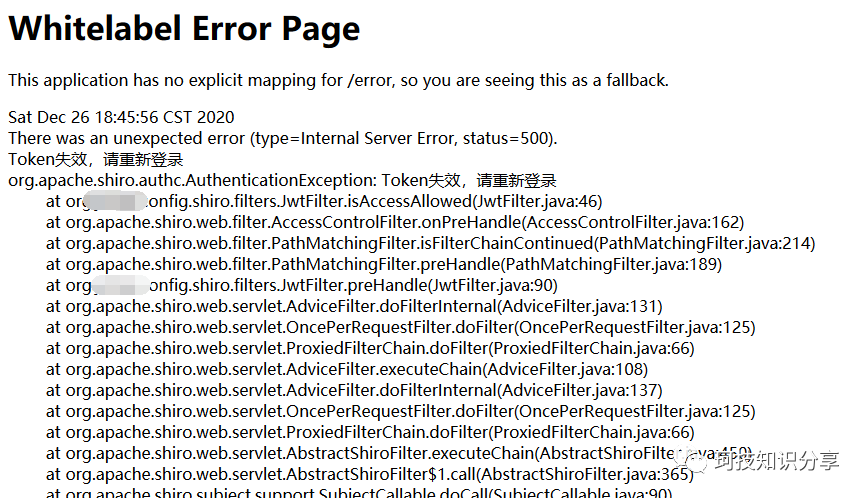 Whitelabel Error Page
This application has no explicit mapping for /error, so you are seeing this as a fallback.
Sat Dec 26 18:45:56 CST 2020
There was an unexpected error (type=Internal Server Error, status=500).
Token失效，请重新登录
org.apache.shiro.authc.AuthenticationException: Token失效，请重新登录
at org onfig.shiro.filters.JwtFilter.isAccessAllowed(JwtFilter.java:46)
at org.apache.shiro.web.filter.AccessControlFilter.onPreHandle(AccessControlFilter.java:162)
at org.apache.shiro.web.filter.PathMatchingFilter.isFilterChainContinued(PathMatchingFilter.java:214)
at org.apache.shiro.web.filter.PathMatchingFilter.preHandle(PathMatchingFilter.java:189)
at org onfig.shiro.filters.JwtFilter.preHandle(JwtFilter.java:90)
at org.apache.shiro.web.servlet.AdviceFilter.doFilterInternal(AdviceFilter.java:131)
at org.apache.shiro.web.servlet.OncePerRequestFilter.doFilter(OncePerRequestFilter.java:125)
at org.apache.shiro.web.servlet.ProxiedFilterChain.doFilter(ProxiedFilterChain.java:66)
at org.apache.shiro.web.servlet.AdviceFilter.executeChain(AdviceFilter.java:108)
at org.apache.shiro.web.servlet.AdviceFilter.doFilterInternal(AdviceFilter.java:137)
at org.apache.shiro.web.servlet.OncePerRequestFilter.doFilter(OncePerRequestFilter.java:125)
at org.apache.shiro.web.servlet.ProxiedFilterChain.doFilter(ProxiedFilterChain.java:66)
at org.apache.shiro.web.servlet.AbstractShiroFilter.executeChain(AbstractShiroFilter.java:450)
珂技知识分享
at org.apache.shiro.web.servlet.AbstractShiroFilter$1.call(AbstractShiroFilter.java:365)
at org.apache.shiro.subject.support.SubjectCallable.doCall(SubjectCallable.java:90)